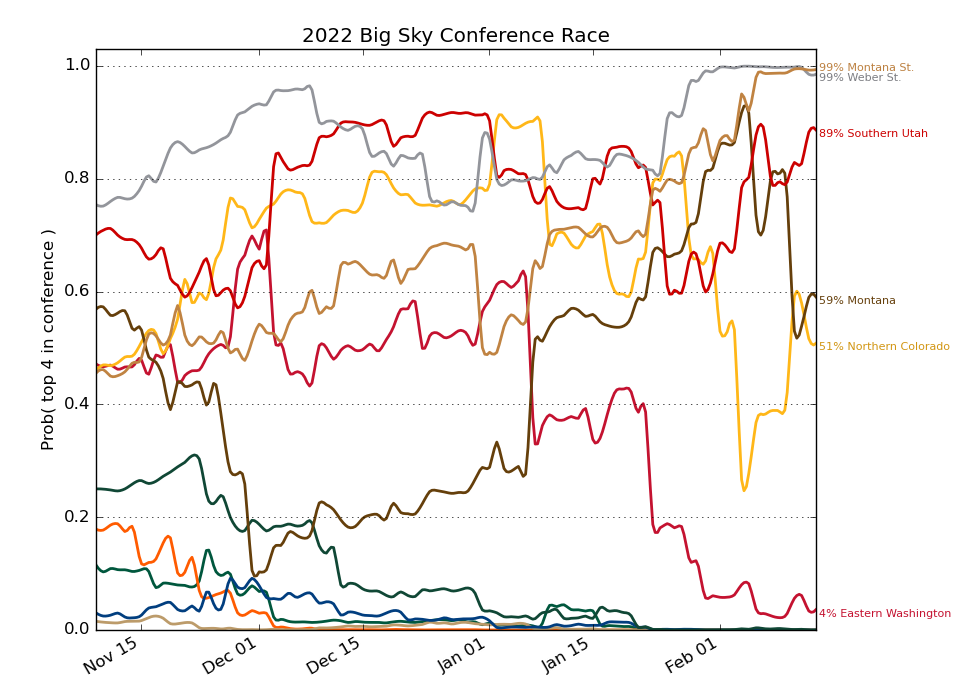 2022 Big Sky Conference Race
Prob( top 4 in conference )
1.0
0.8
0.6
0.4
0.2
0.0
Nov 15
Dec 01
Dec 15
Jan 01
Jan 15
Feb 01
99% Montana St.
99% Weber St.
89% Southern Utah
59% Montana
51% Northern Colorado
4% Eastern Washington